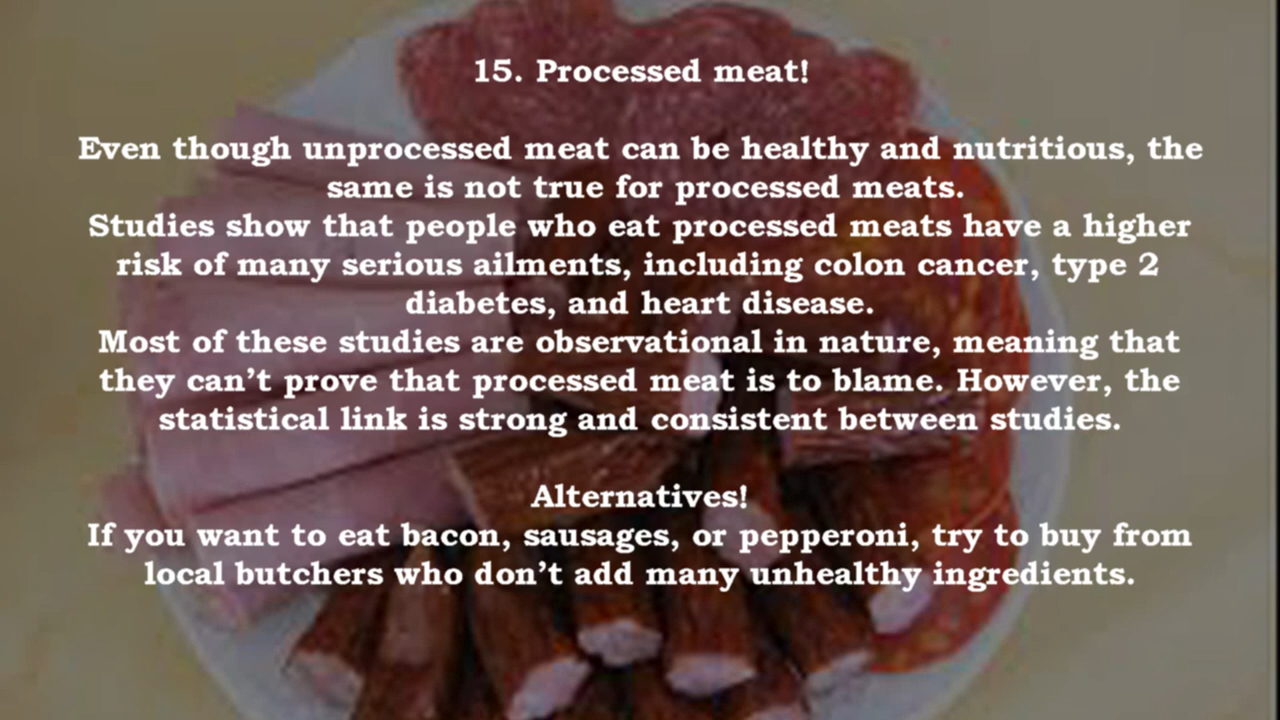 15. Processed meat!
Even though unprocessed meat can be healthy and nutritious, the
same is not true for processed meats.
Studies show that people who eat processed meats have a higher
risk of many serious ailments, including colon cancer, type 2
diabetes, and heart disease.
Most of these studies are observational in nature, meaning that
they can’t prove that processed meat is to blame. However, the
statistical link is strong and consistent between studies.
Alternatives!
If you want to eat bacon, sausages, or pepperoni, try to buy from
local butchers who don’t add many unhealthy ingredients.